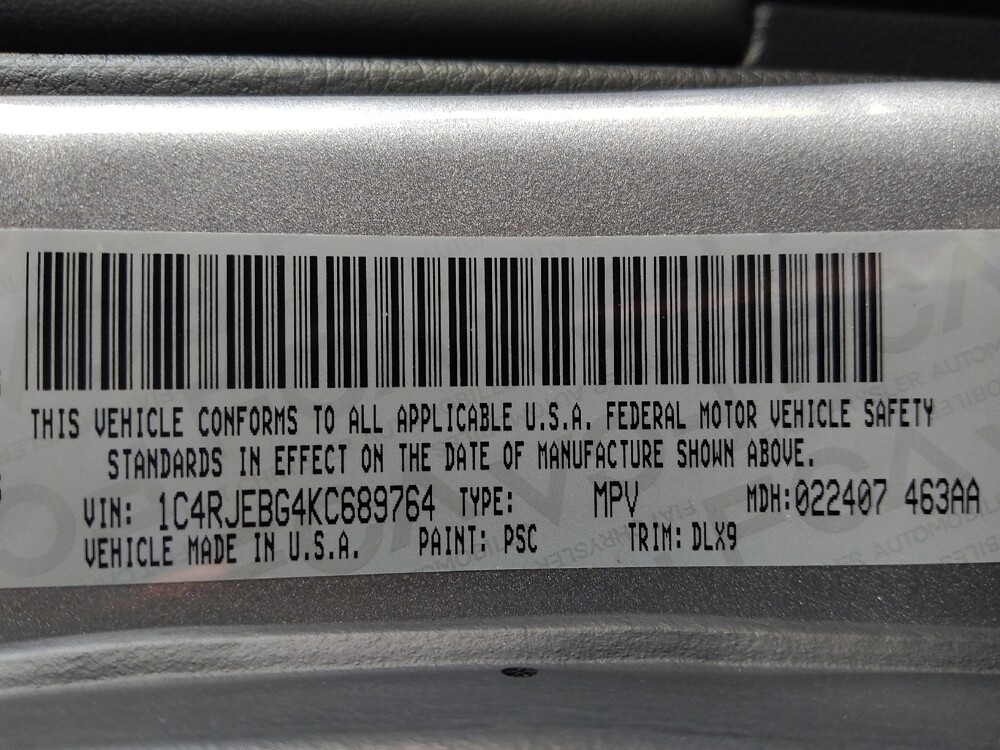 THIS VEHICLE CONFORMS TO ALL APPLICABLE U.S.A. FEDERAL MOTOR VEHICLE SAFETY
STANDARDS IN EFFECT ON THE DATE OF MANUFACTURE SHOWN ABOVE.
VIN: 1C4RJEBG4KC689764 TYPE: MPV MDH:022407 463AA
VEHICLE MADE IN U.S.A. PAINT: PSC TRIM: DLX9